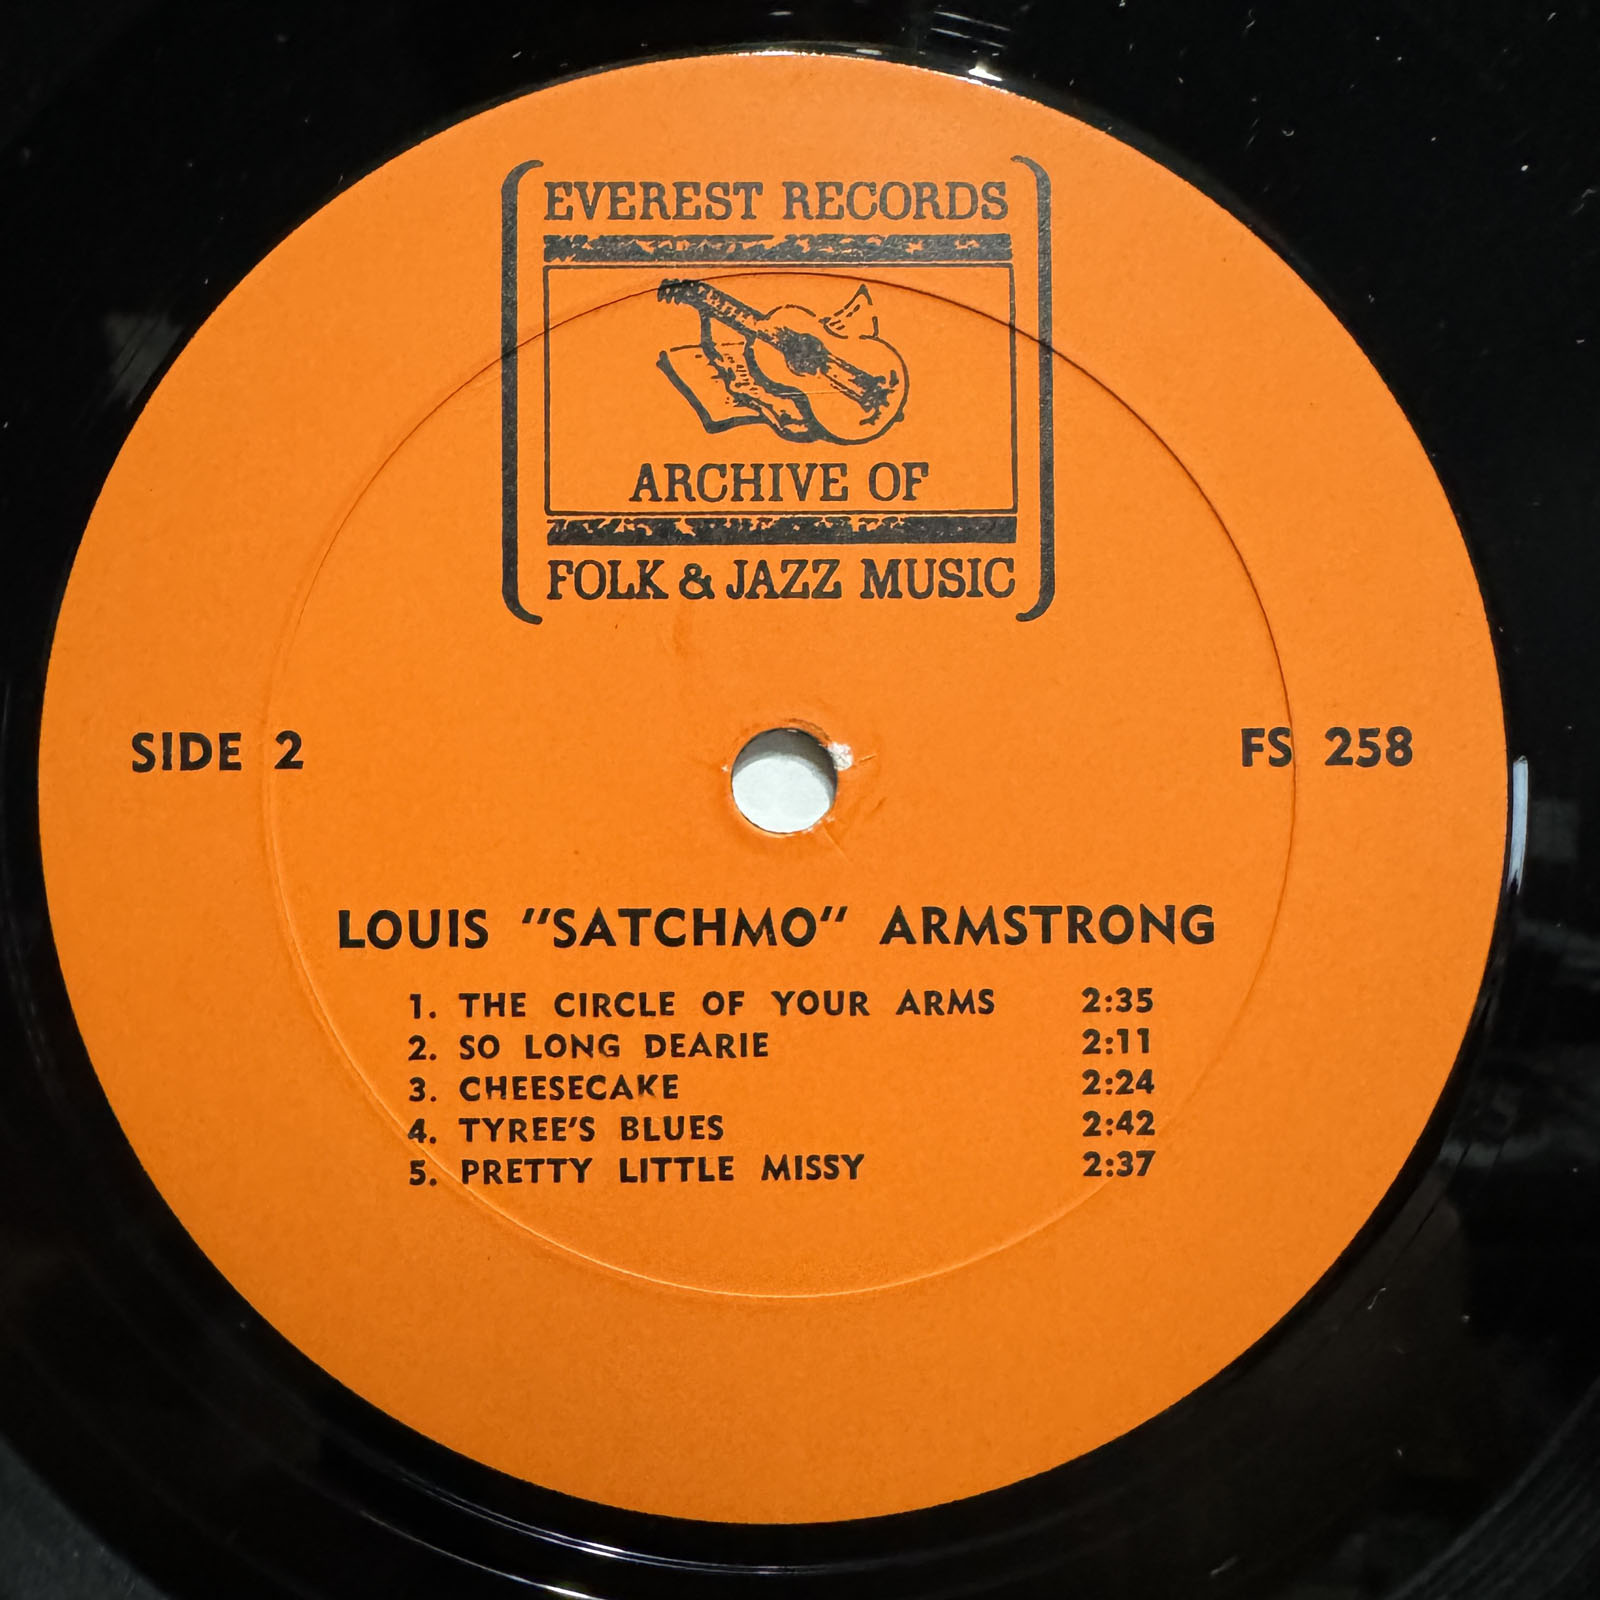 EVEREST RECORDS
ARCHIVE OF
FOLK & JAZZ MUSIC
SIDE 2
FS 258
LOUIS "SATCHMO" ARMSTRONG
1. THE CIRCLE OF YOUR ARMS 2:35
2. SO LONG DEARIE 2:11
3. CHEESECAKE 2:24
4. TYREE'S BLUES 2:42
5. PRETTY LITTLE MISSY 2:37